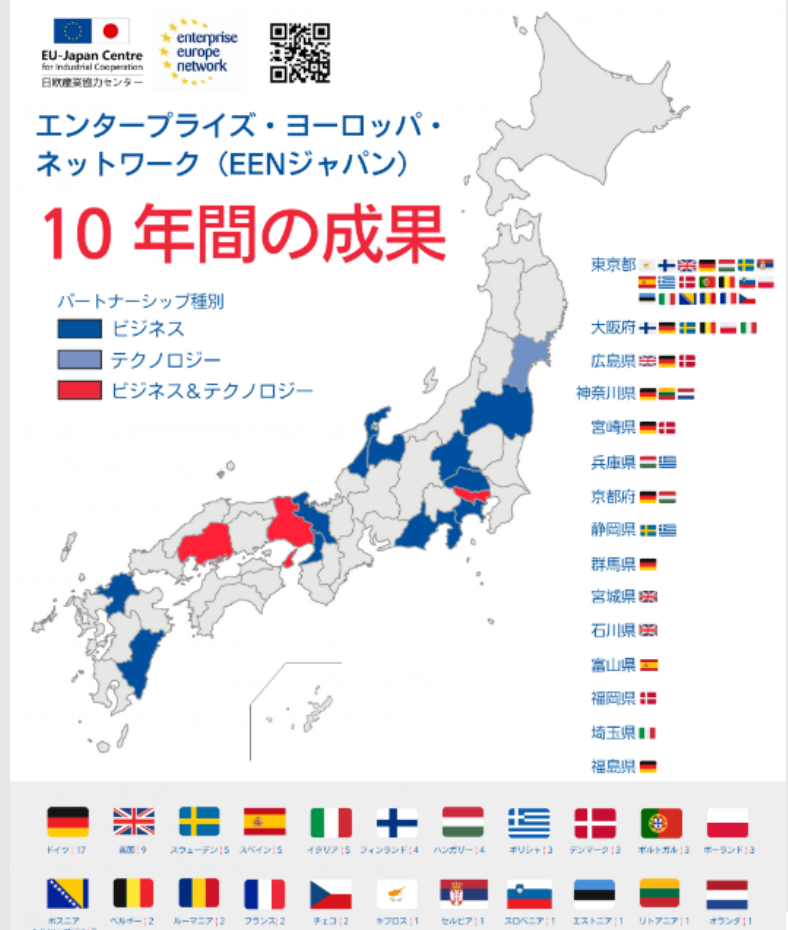 EU-Japan Centre
for Industrial Cooperation
日欧産業協力センター
enterprise
europe
network
エンタープライズ・ヨーロッパ・
ネットワーク（EENジャパン）
10 年間の成果
パートナーシップ種別
ビジネス
テクノロジー
ビジネス＆テクノロジー
東京都
大阪府
広島県
神奈川県
宮崎県
兵庫県
京都府
静岡県
群馬県
宮城県
石川県
富山県
福岡県
埼玉県
福島県
ドイツ¦17 英国¦9 スウェーデン¦5 スペイン¦5 イタリア¦5 フィンランド¦4 ハンガリー¦4 ギリシャ¦3 デンマーク¦3 ポルトガル¦3 ポーランド¦3
ボスニア ベルギー¦2 ルーマニア¦2 フランス¦2 チェコ¦2 キプロス¦1 セルビア¦1 スロベニア¦1 エストニア¦1 リトアニア¦1 オランダ¦1